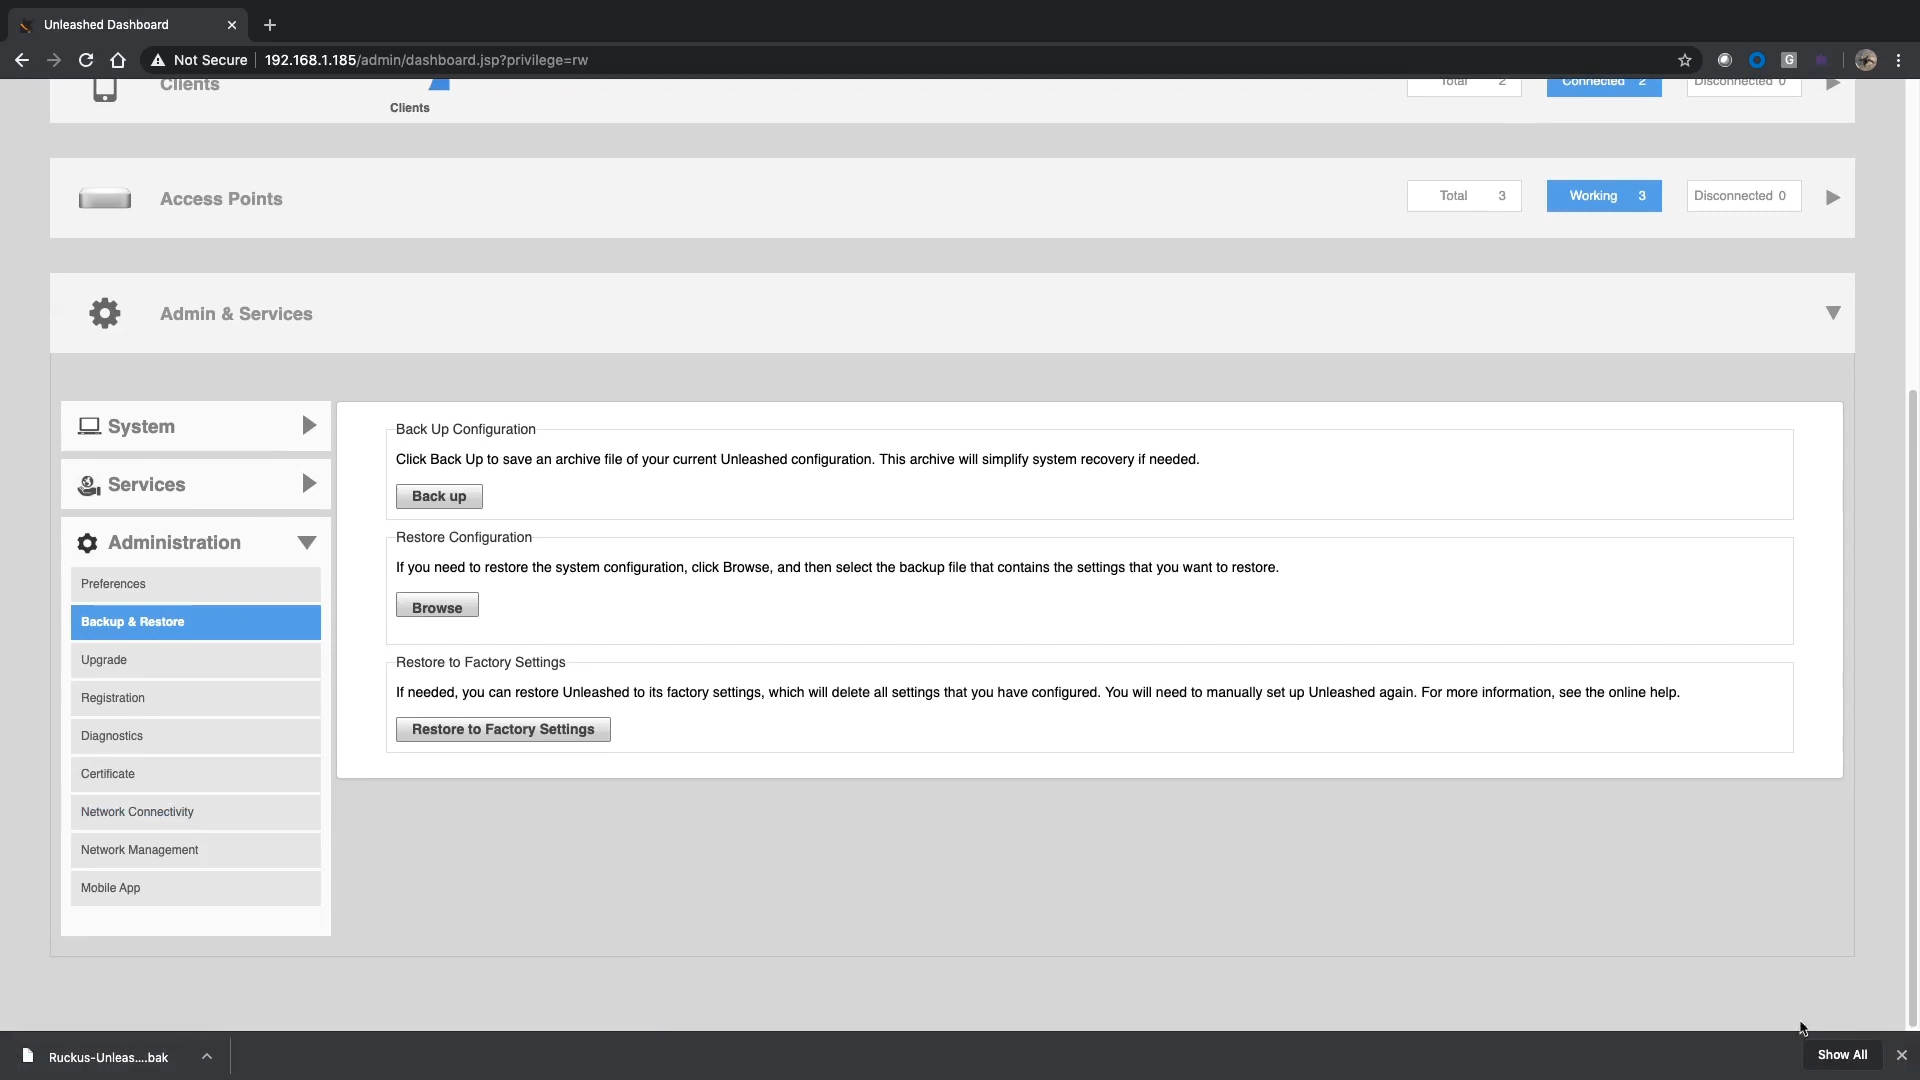 Unleashed Dashboard
Not Secure
192.168.1.185/admin/dashboard.jsp?privilege=rw
G
Clients
Clients
Total 2
Connected 2
Disconnected 0
Access Points
Total 3
Working 3
Disconnected 0
Admin & Services
System
Services
Administration
Preferences
Backup & Restore
Upgrade
Registration
Diagnostics
Certificate
Network Connectivity
Network Management
Mobile App
Back Up Configuration
Click Back Up to save an archive file of your current Unleashed configuration. This archive will simplify system recovery if needed.
Back up
Restore Configuration
If you need to restore the system configuration, click Browse, and then select the backup file that contains the settings that you want to restore.
Browse
Restore to Factory Settings
If needed, you can restore Unleashed to its factory settings, which will delete all settings that you have configured. You will need to manually set up Unleashed again. For more information, see the online help.
Restore to Factory Settings
Ruckus-Unleas....bak
Show All